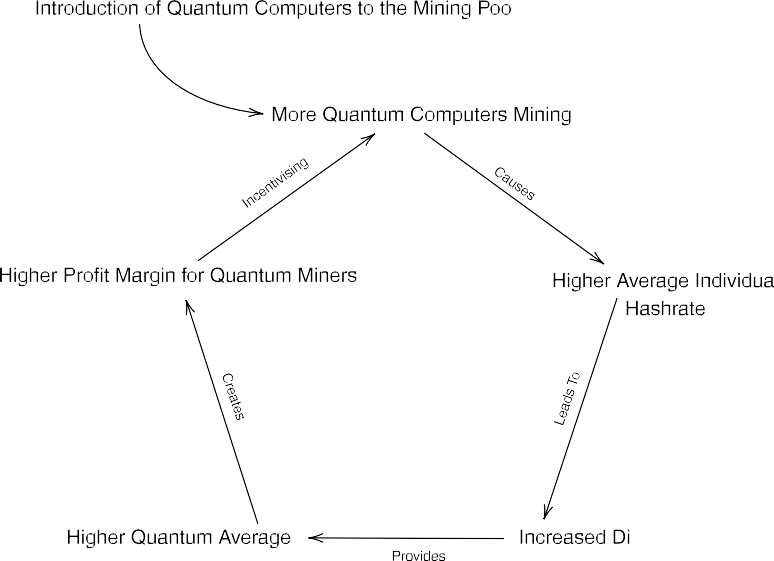 Introduction of Quantum Computers to the Mining Poo
More Quantum Computers Mining
Incentivising
Causes
Higher Profit Margin for Quantum Miners
Higher Average Individua
Hashrate
Creates
Leads To
Higher Quantum Average
Increased Di
Provides